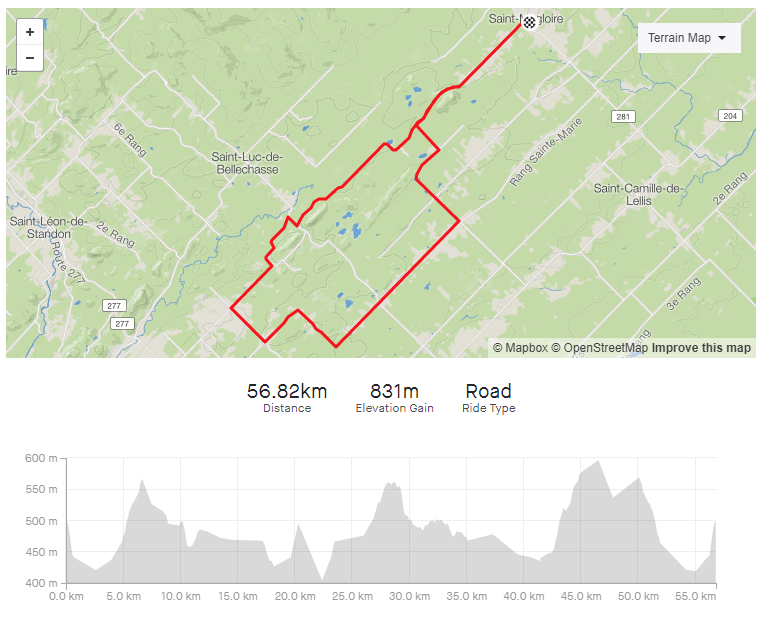 Saint-Magloire
+
Terrain Map
−
ire
281
204
6e Rang
Rang Sainte-Marie
Saint-Luc-de-
Bellechasse
Saint-Camille-de-
Lellis
2e Rang
Saint-Léon-de-
Standon
2e Rang
Route 277
3e Rang
277
277
© Mapbox © OpenStreetMap Improve this map
56.82km 831m Road
Distance Elevation Gain Ride Type
600 m
550 m
500 m
450 m
400 m
0.0 km 5.0 km 10.0 km 15.0 km 20.0 km 25.0 km 30.0 km 35.0 km 40.0 km 45.0 km 50.0 km 55.0 km